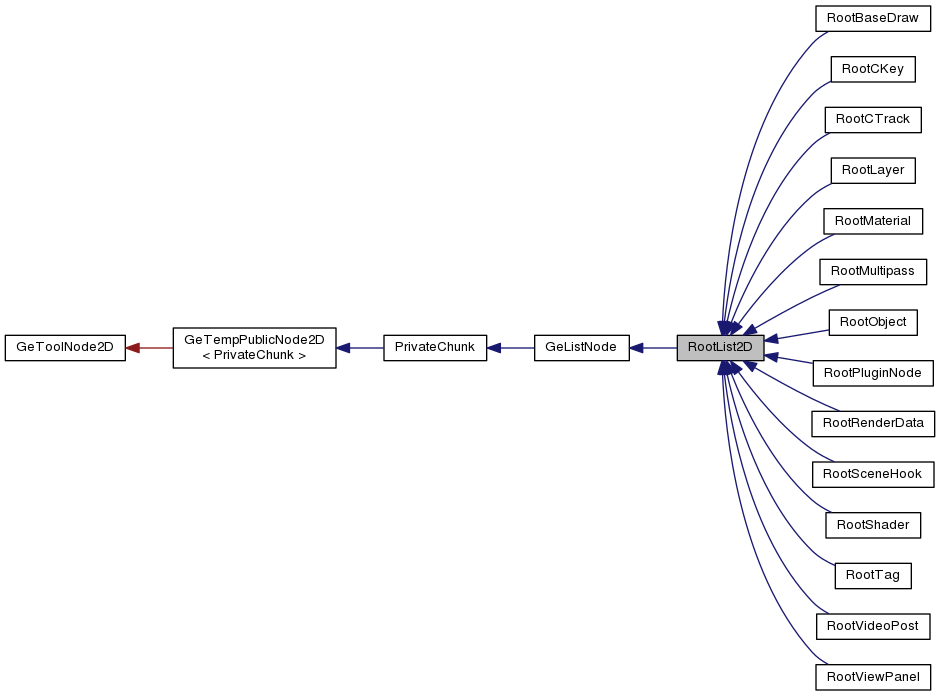 RootBaseDraw
RootCKey
RootCTrack
RootLayer
RootMaterial
RootMultipass
RootObject
GeToolNode2D
GeTempPublicNode2D
< PrivateChunk >
PrivateChunk
GeListNode
RootList2D
RootPluginNode
RootRenderData
RootSceneHook
RootShader
RootTag
RootVideoPost
RootViewPanel